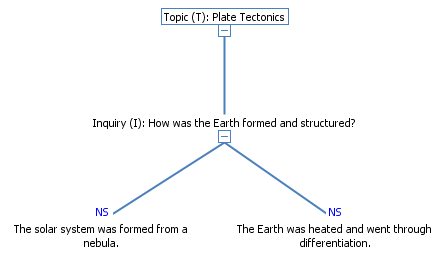 Topic (T): Plate Tectonics
Inquiry (I): How was the Earth formed and structured?
NS
The solar system was formed from a
nebula.
NS
The Earth was heated and went through
differentiation.